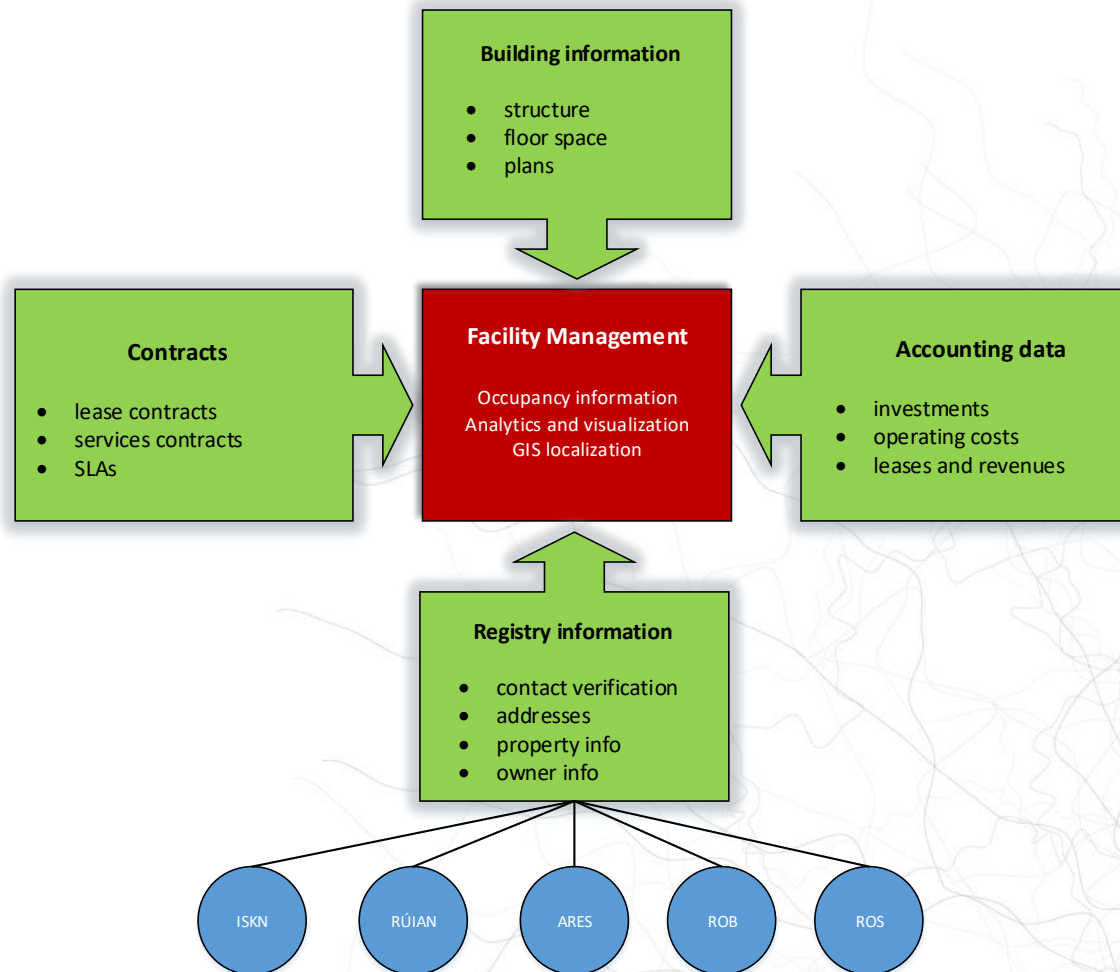 Building information
• structure
• floor space
• plans
Contracts
• lease contracts
• services contracts
• SLAs
Facility Management
Occupancy information
Analytics and visualization
GIS localization
Accounting data
• investments
• operating costs
• leases and revenues
Registry information
• contact verification
• addresses
• property info
• owner info
ISKN
RÚIAN
ARES
ROB
ROS